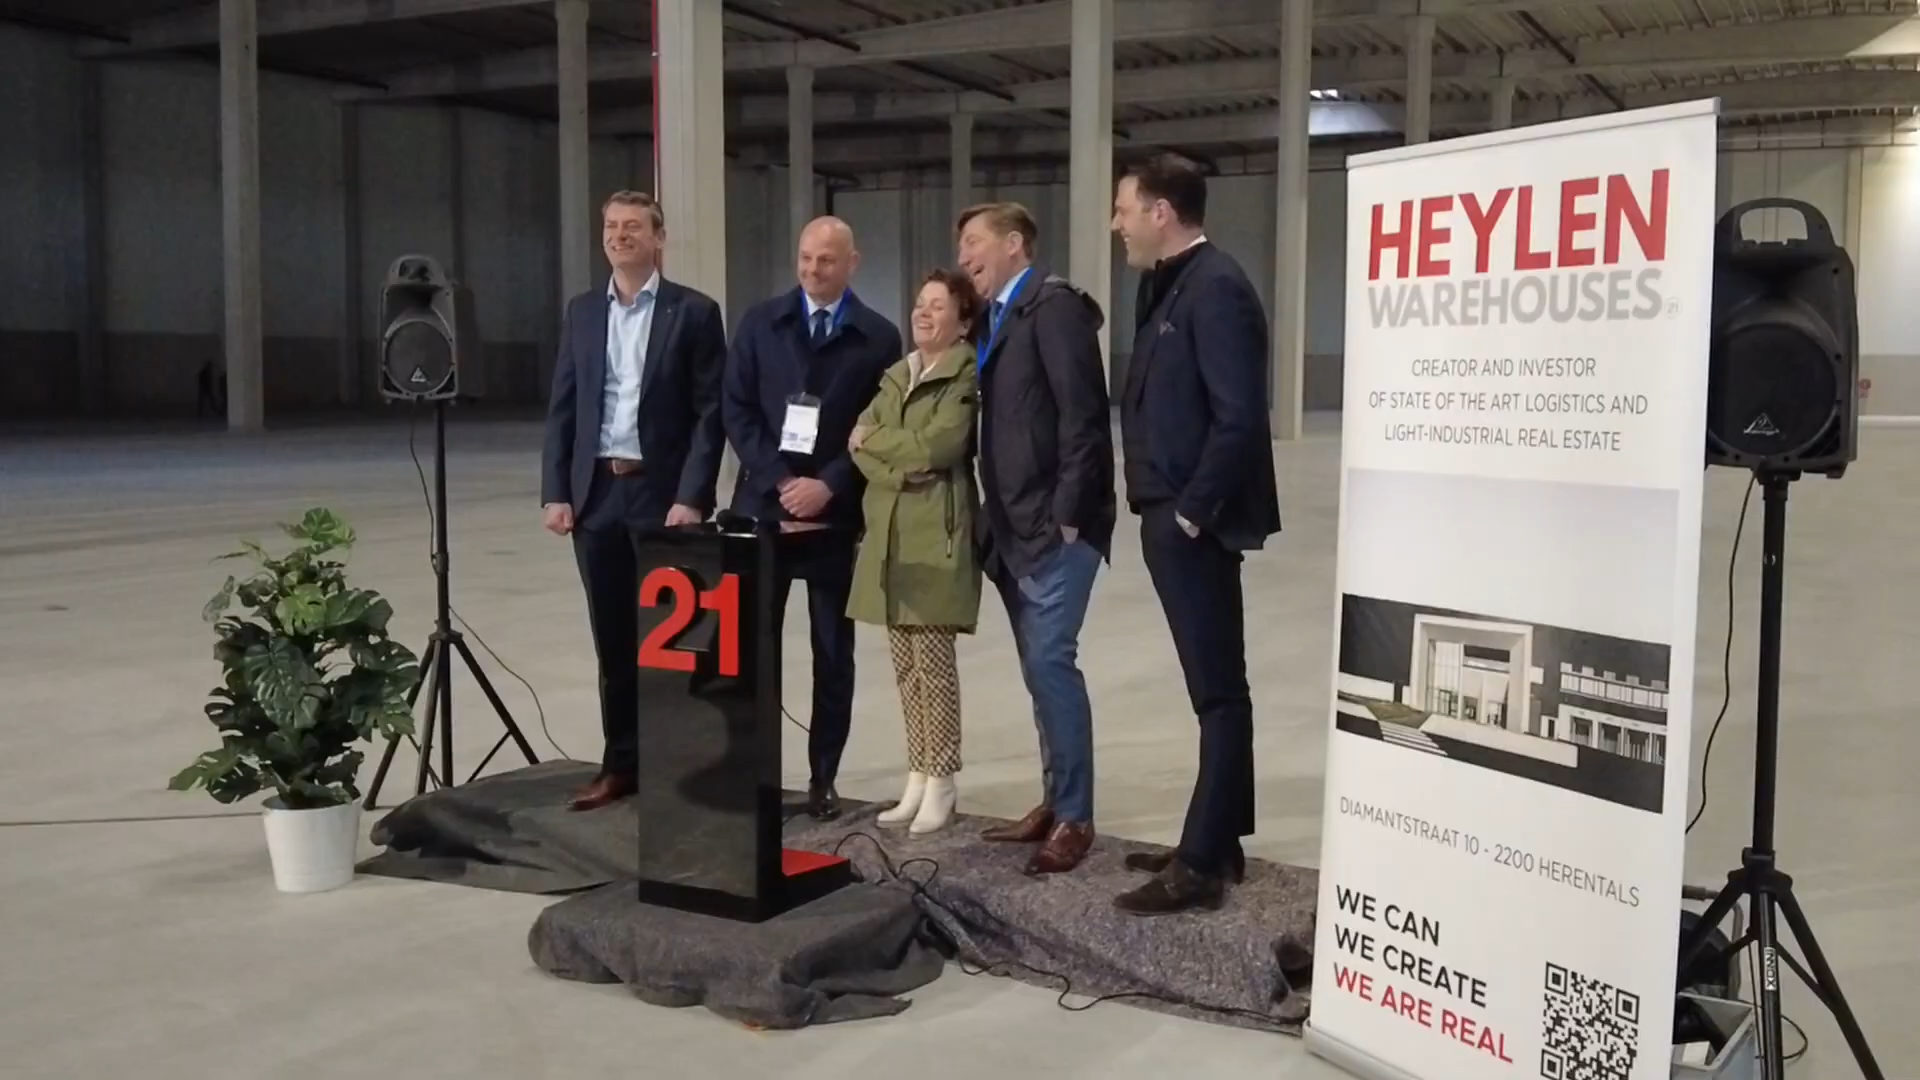 HEYLEN
WAREHOUSES
21
CREATOR AND INVESTOR
OF STATE OF THE ART LOGISTICS AND
LIGHT-INDUSTRIAL REAL ESTATE
DIAMANTSTRAAT 10 - 2200 HERENTALS
WE CAN
WE CREATE
WE ARE REAL
21
INNOX